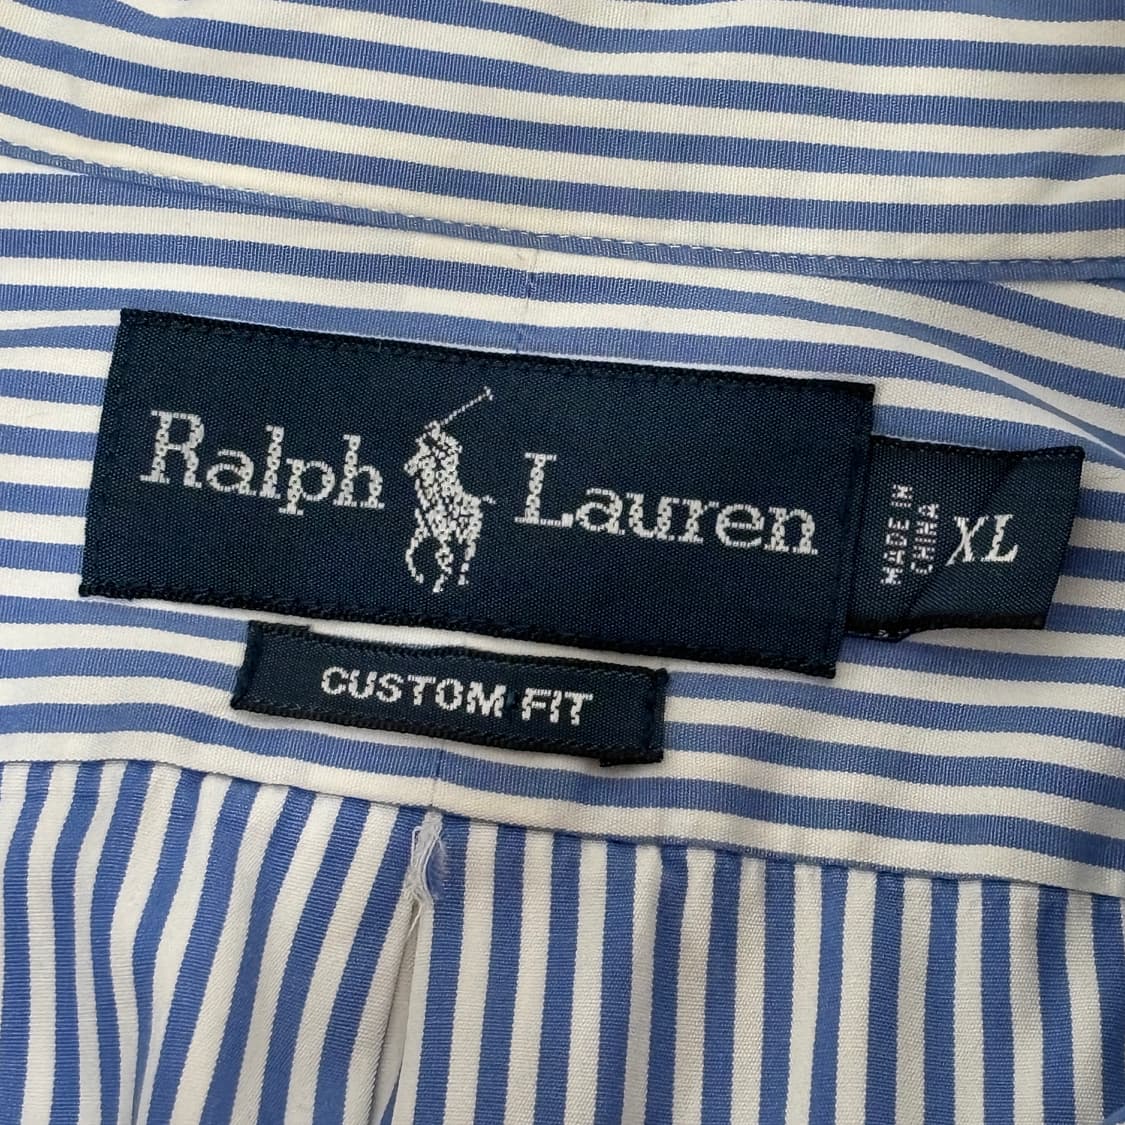 Ralph Lauren
MADE IN
CHINA
XL
CUSTOM FIT